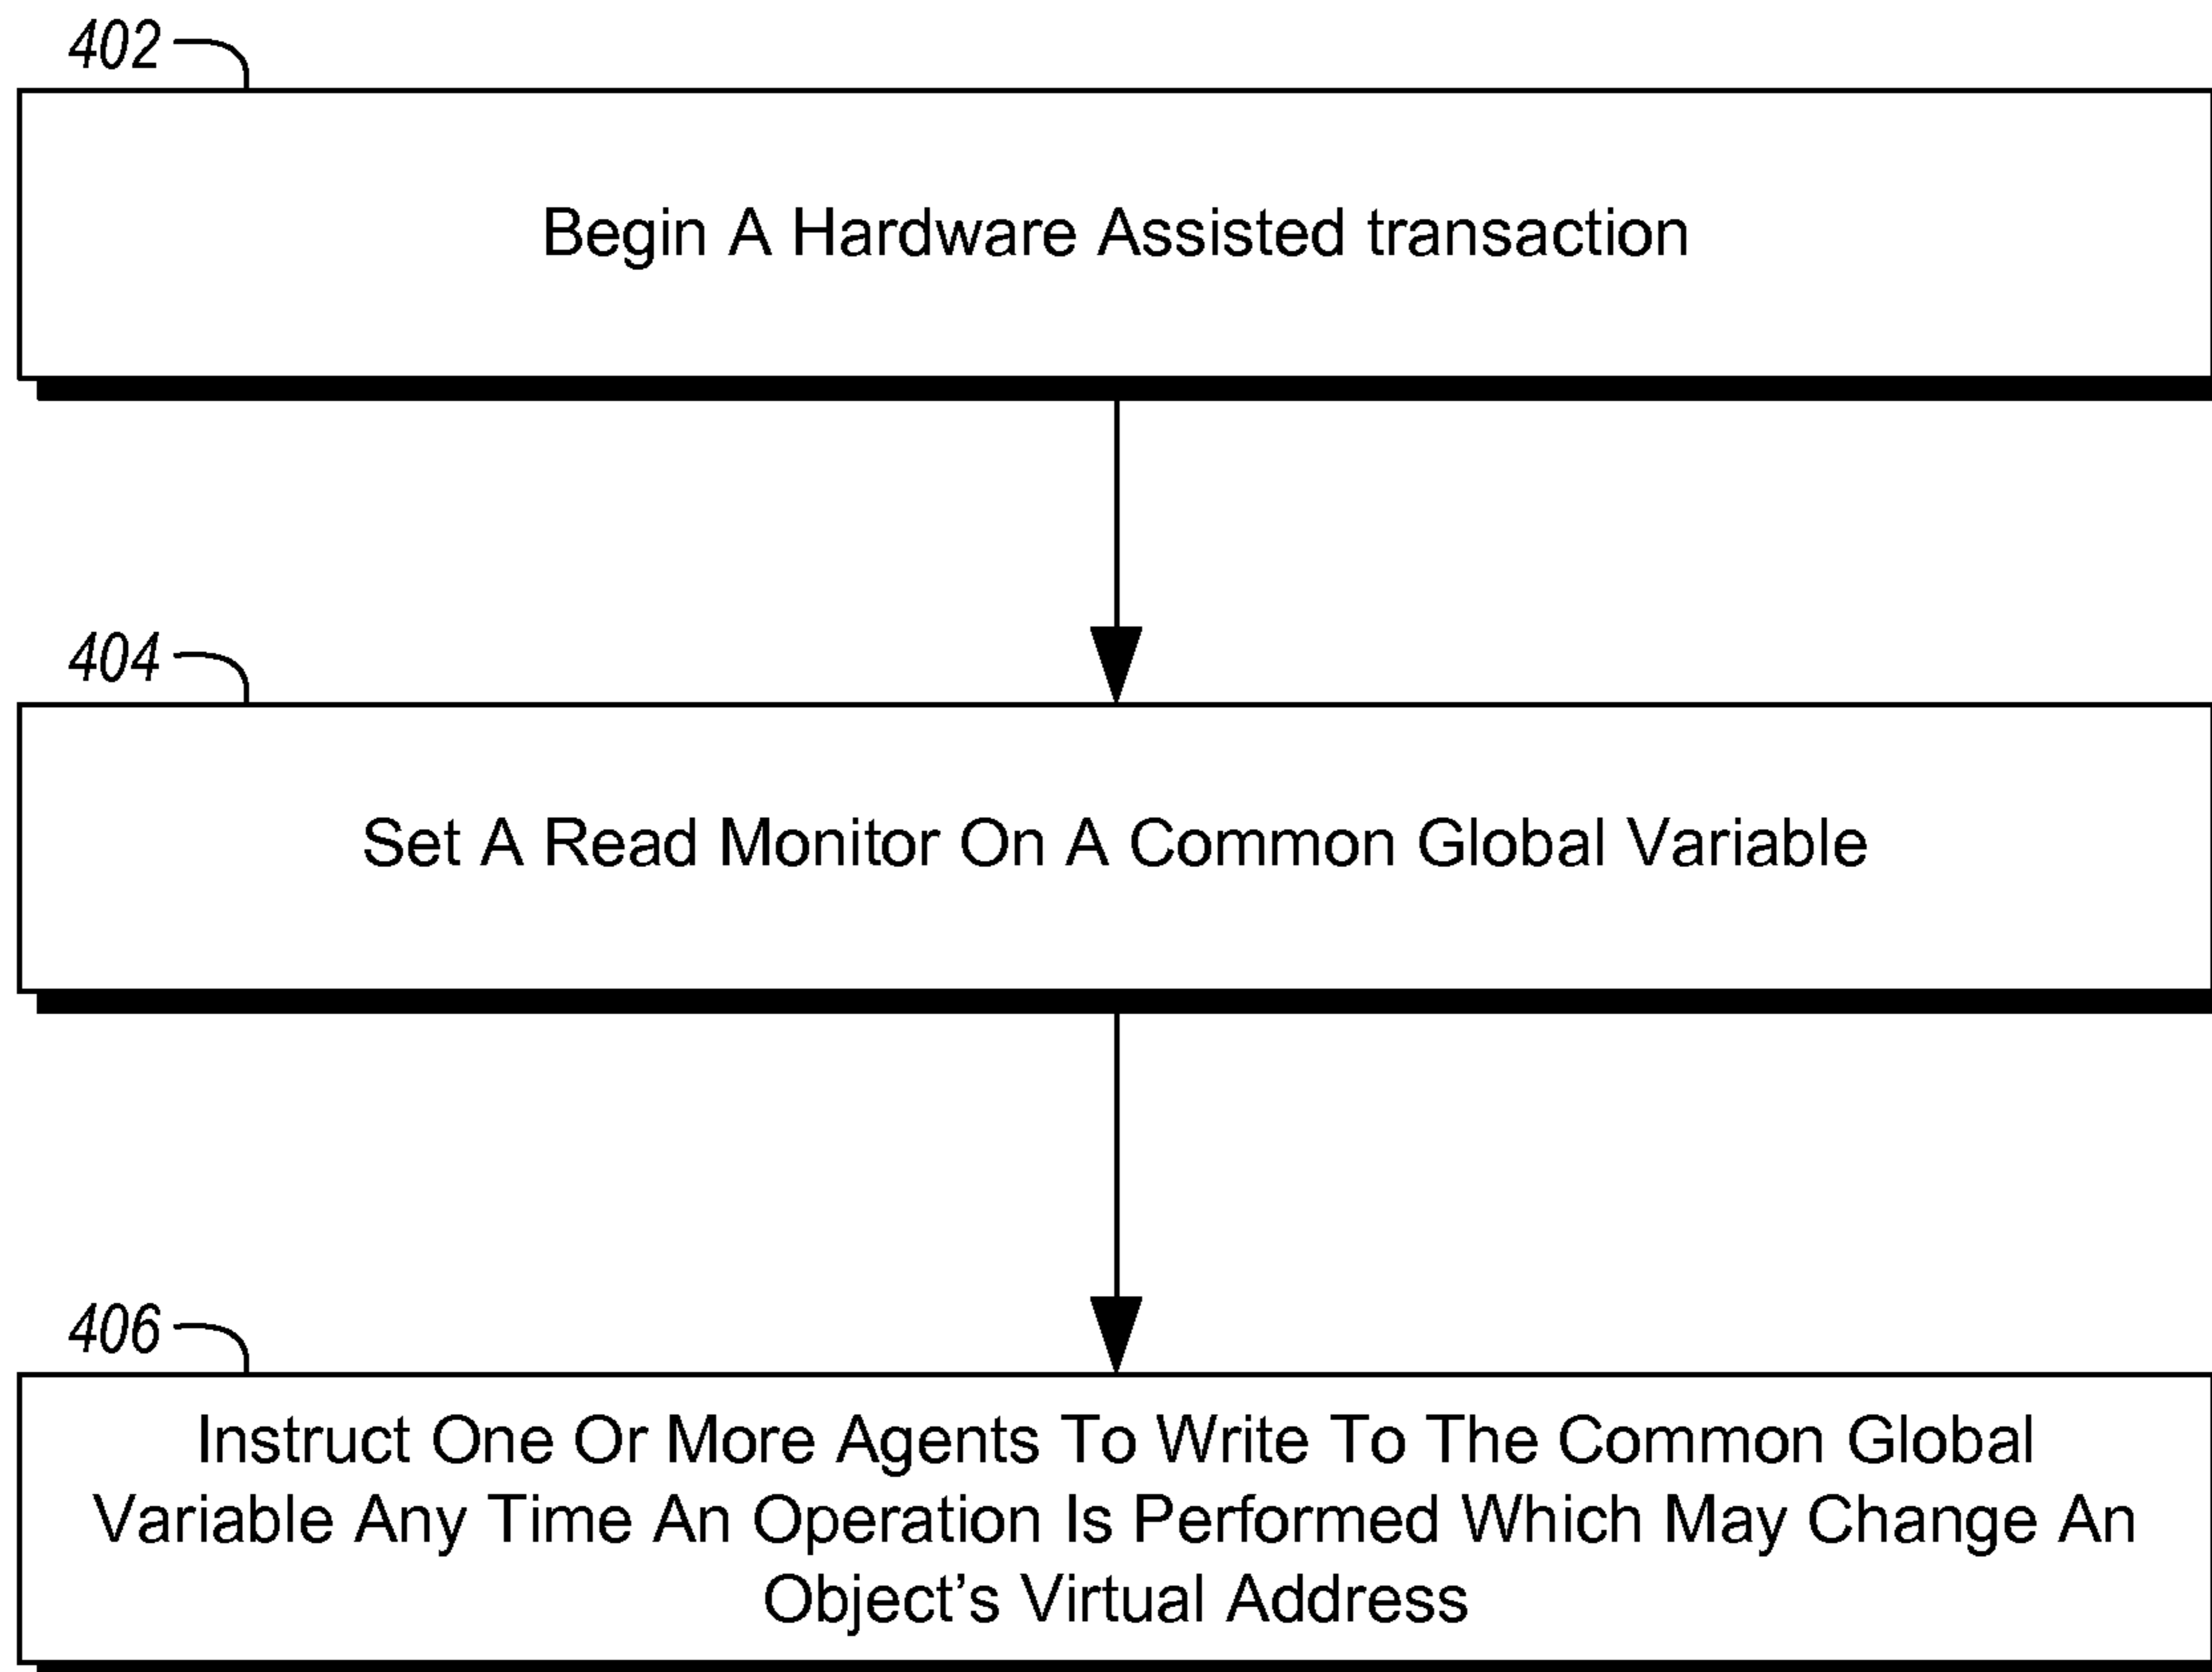 402
Begin A Hardware Assisted transaction
404
Set A Read Monitor On A Common Global Variable
406
Instruct One Or More Agents To Write To The Common Global
Variable Any Time An Operation Is Performed Which May Change An
Object’s Virtual Address